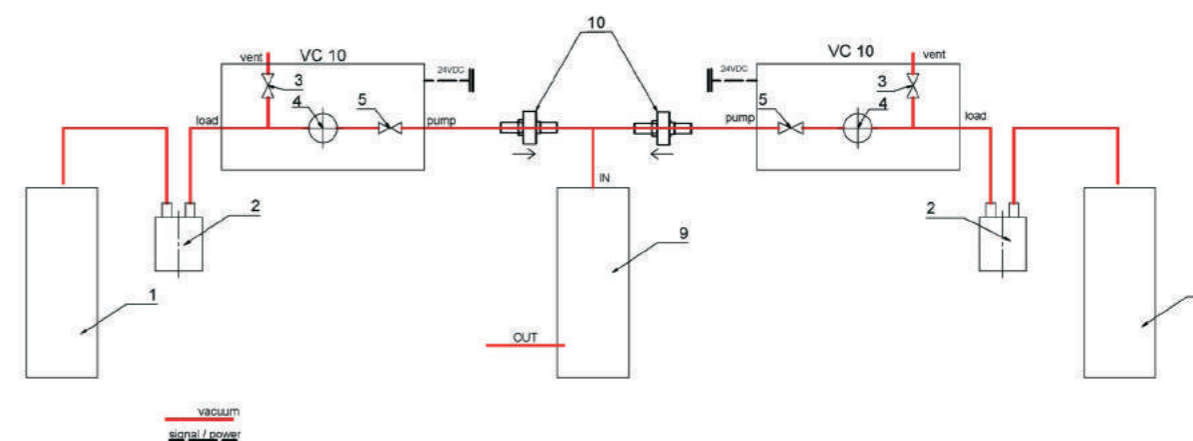 10
vent
VC 10
3
24VDC
4
5
load
pump
VC 10
vent
24VDC
3
5
4
pump
load
IN
2
9
2
1
OUT
vacuum
signal / power